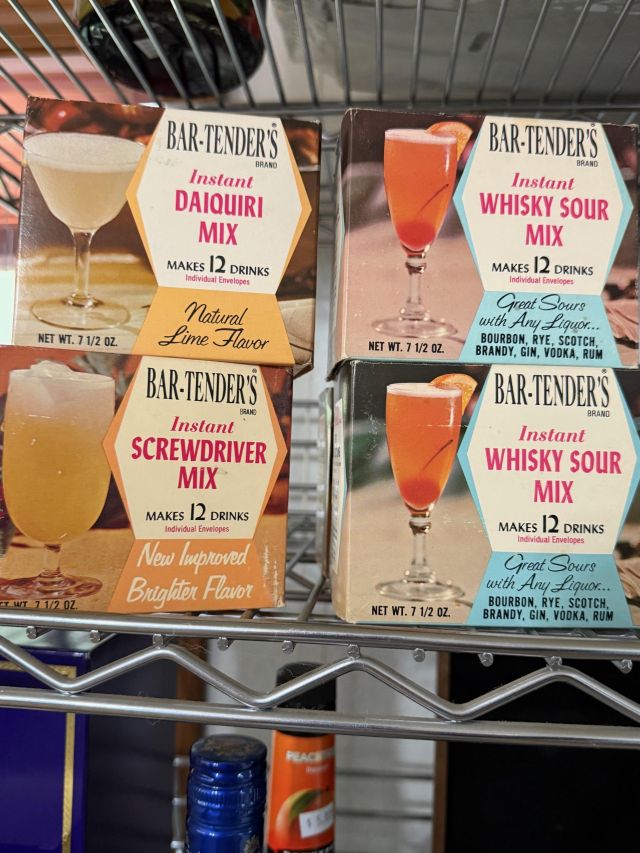 BAR-TENDER'S®
BRAND
Instant
DAIQUIRI
MIX
MAKES 12 DRINKS
Individual Envelopes
Natural
Lime Flavor
NET WT. 7 1/2 OZ.
BAR-TENDER'S®
BRAND
Instant
WHISKY SOUR
MIX
MAKES 12 DRINKS
Individual Envelopes
Great Sours
with Any Liquor...
BOURBON, RYE, SCOTCH,
BRANDY, GIN, VODKA, RUM
NET WT. 7 1/2 OZ.
BAR-TENDER'S®
BRAND
Instant
SCREWDRIVER
MIX
MAKES 12 DRINKS
Individual Envelopes
New Improved
Brighter Flavor
WT. 7 1/2 OZ.
BAR-TENDER'S®
BRAND
Instant
WHISKY SOUR
MIX
MAKES 12 DRINKS
Individual Envelopes
Great Sours
with Any Liquor...
BOURBON, RYE, SCOTCH,
BRANDY, GIN, VODKA, RUM
NET WT. 7 1/2 OZ.